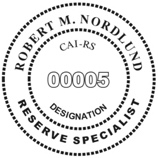 ROBERT M. NORDLUND
CAI-RS
00005
DESIGNATION
RESERVE SPECIALIST